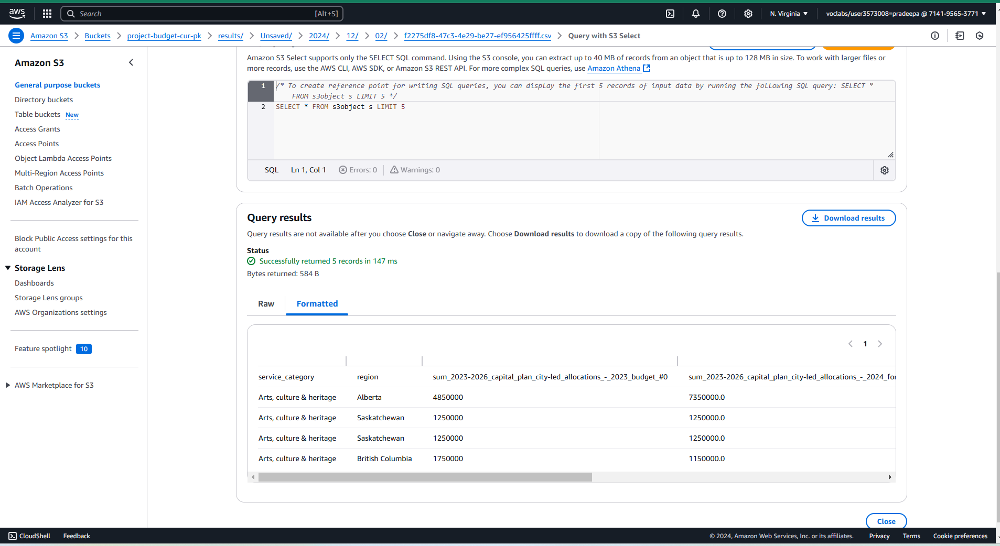 aws
Search [Alt+S]
N. Virginia
voclabs/user3573008=pradeepa @ 7141-9565-3771
Amazon S3 > Buckets > project-budget-cur-pk > results/ > Unsaved/ > 2024/ > 12/ > 02/ > f2275df8-47c3-4e29-be27-ef956425ffff.csv > Query with S3 Select
Amazon S3
General purpose buckets
Directory buckets
Table buckets New
Access Grants
Access Points
Object Lambda Access Points
Multi-Region Access Points
Batch Operations
IAM Access Analyzer for S3
Block Public Access settings for this
account
Storage Lens
Dashboards
Storage Lens groups
AWS Organizations settings
Feature spotlight 10
AWS Marketplace for S3
Amazon S3 Select supports only the SELECT SQL command. Using the S3 console, you can extract up to 40 MB of records from an object that is up to 128 MB in size. To work with larger files or
more records, use the AWS CLI, AWS SDK, or Amazon S3 REST API. For more complex SQL queries, use Amazon Athena
1 /* To create reference point for writing SQL queries, you can display the first 5 records of input data by running the following SQL query: SELECT *
FROM s3object s LIMIT 5 */
2 SELECT * FROM s3object s LIMIT 5
SQL Ln 1, Col 1 Errors: 0 Warnings: 0
Query results
Download results
Query results are not available after you choose Close or navigate away. Choose Download results to download a copy of the following query results.
Status
Successfully returned 5 records in 147 ms
Bytes returned: 584 B
Raw Formatted
1
service_category region sum_2023-2026_capital_plan_city-led_allocations_-_2023_budget_#0 sum_2023-2026_capital_plan_city-led_allocations_-_2024_for
Arts, culture & heritage Alberta 4850000 7350000.0
Arts, culture & heritage Saskatchewan 1250000 1250000.0
Arts, culture & heritage Saskatchewan 1250000 1250000.0
Arts, culture & heritage British Columbia 1750000 1150000.0
Close
CloudShell Feedback
© 2024, Amazon Web Services, Inc. or its affiliates. Privacy Terms Cookie preferences